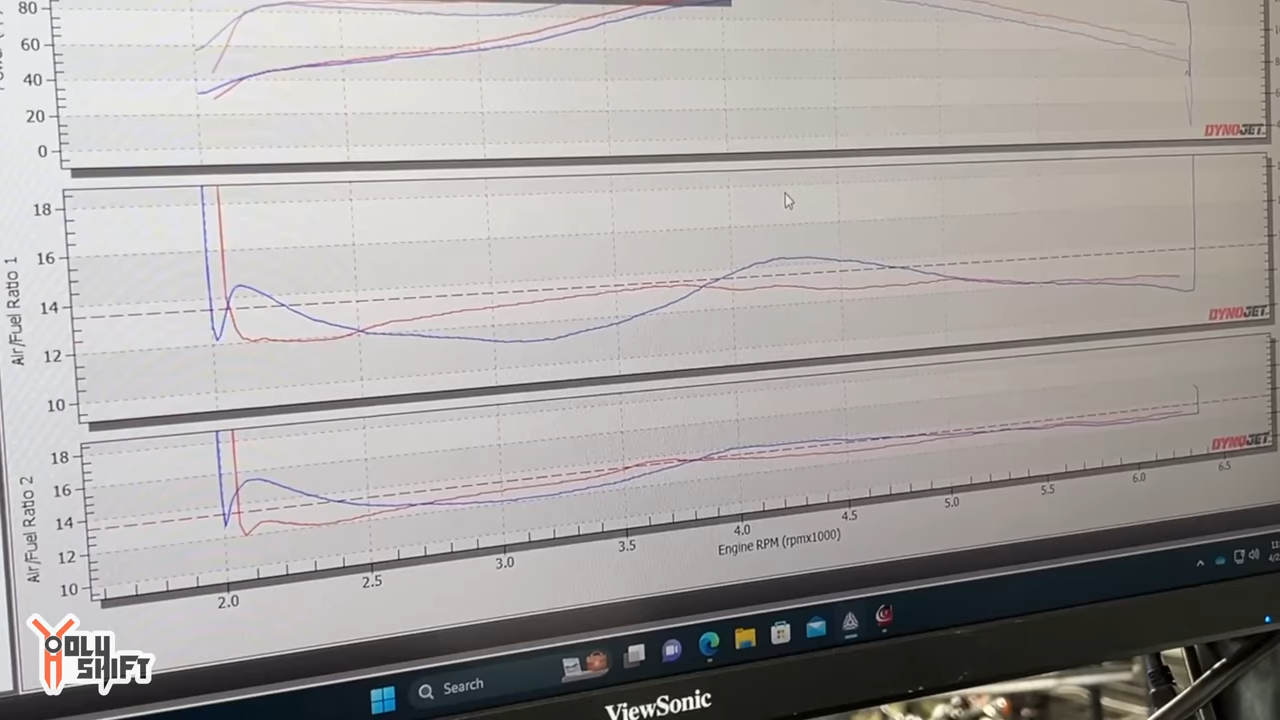 80
60
40
20
0
DYNOJET
18
16
14
12
10
Air/Fuel Ratio 1
DYNOJET
18
16
14
12
10
Air/Fuel Ratio 2
DYNOJET
2.0
2.5
3.0
3.5
4.0
4.5
5.0
5.5
6.0
6.5
Engine RPM (rpmx1000)
Search
ViewSonic
YOLY
SHIFT